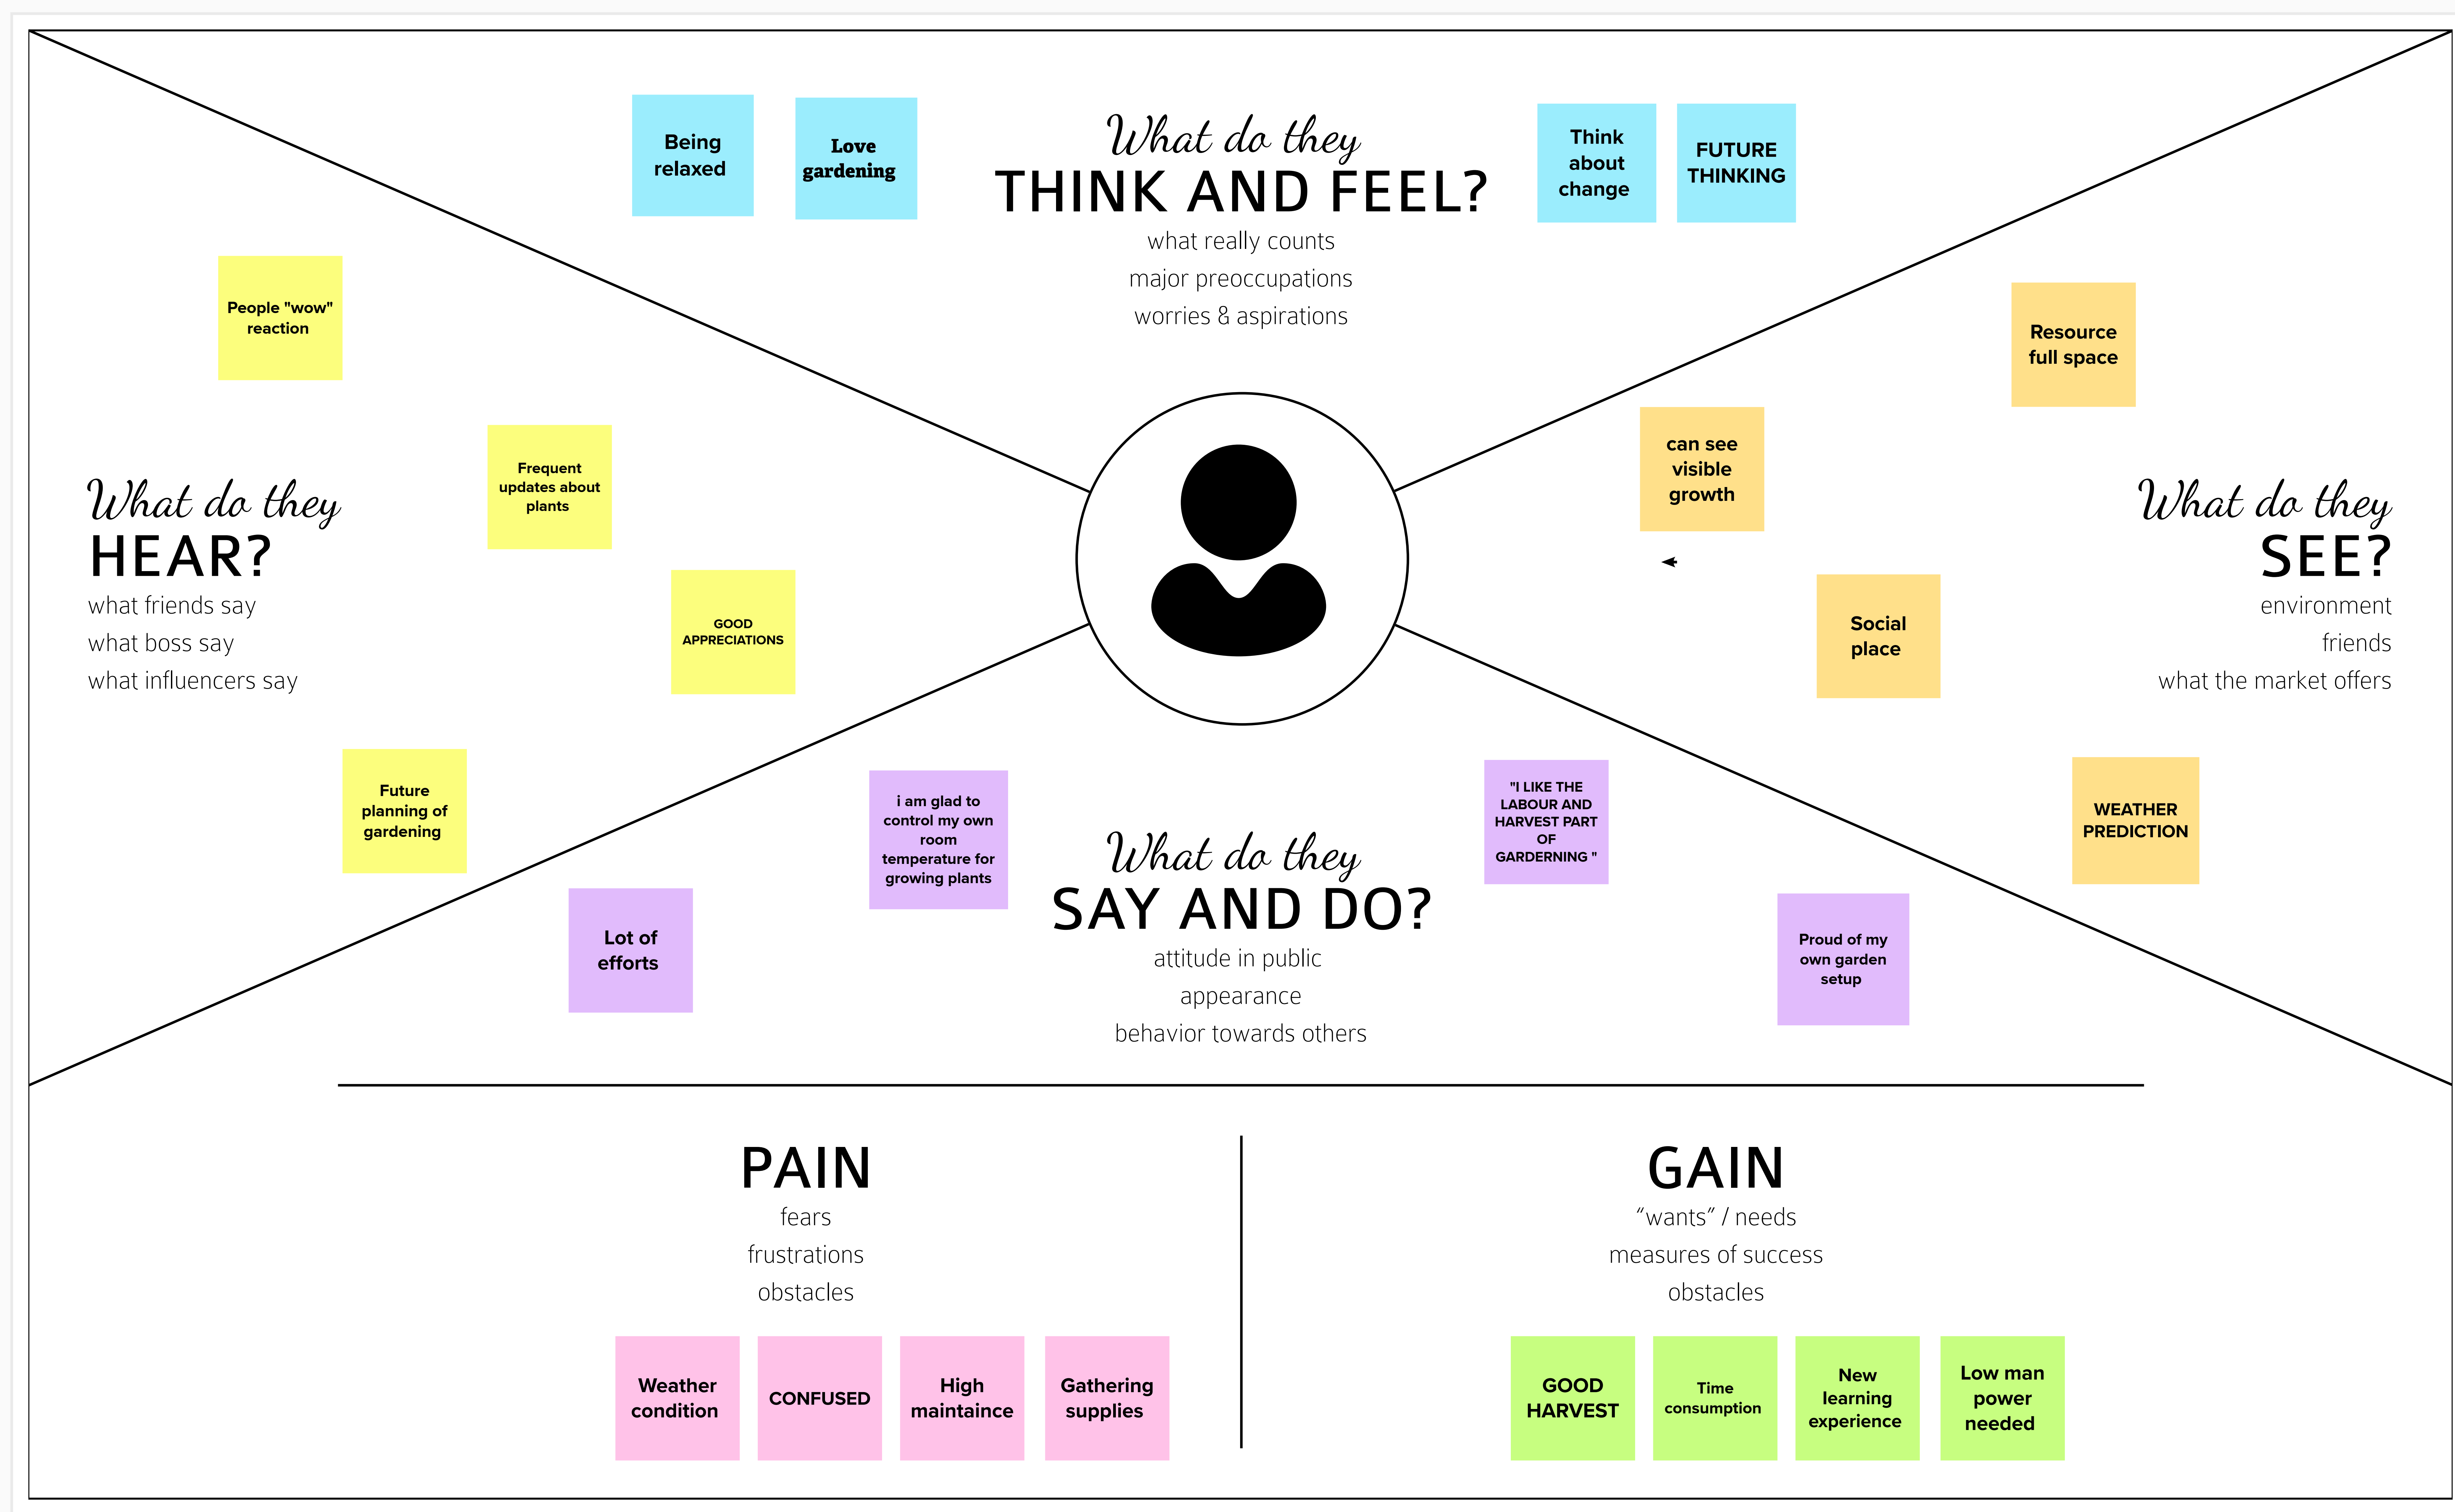 Being
relaxed
Love
gardening
What do they
THINK AND FEEL?
what really counts
major preoccupations
worries & aspirations
Think
about
change
FUTURE
THINKING
People "wow"
reaction
Frequent
updates about
plants
What do they
HEAR?
what friends say
what boss say
what influencers say
GOOD
APPRECIATIONS
Future
planning of
gardening
Resource
full space
can see
visible
growth
What do they
SEE?
environment
friends
what the market offers
Social
place
WEATHER
PREDICTION
Lot of
efforts
i am glad to
control my own
room
temperature for
growing plants
What do they
SAY AND DO?
attitude in public
appearance
behavior towards others
"I LIKE THE
LABOUR AND
HARVEST PART
OF
GARDERNING "
Proud of my
own garden
setup
PAIN
fears
frustrations
obstacles
Weather
condition
CONFUSED
High
maintaince
Gathering
supplies
GAIN
“wants” / needs
measures of success
obstacles
GOOD
HARVEST
Time
consumption
New
learning
experience
Low man
power
needed